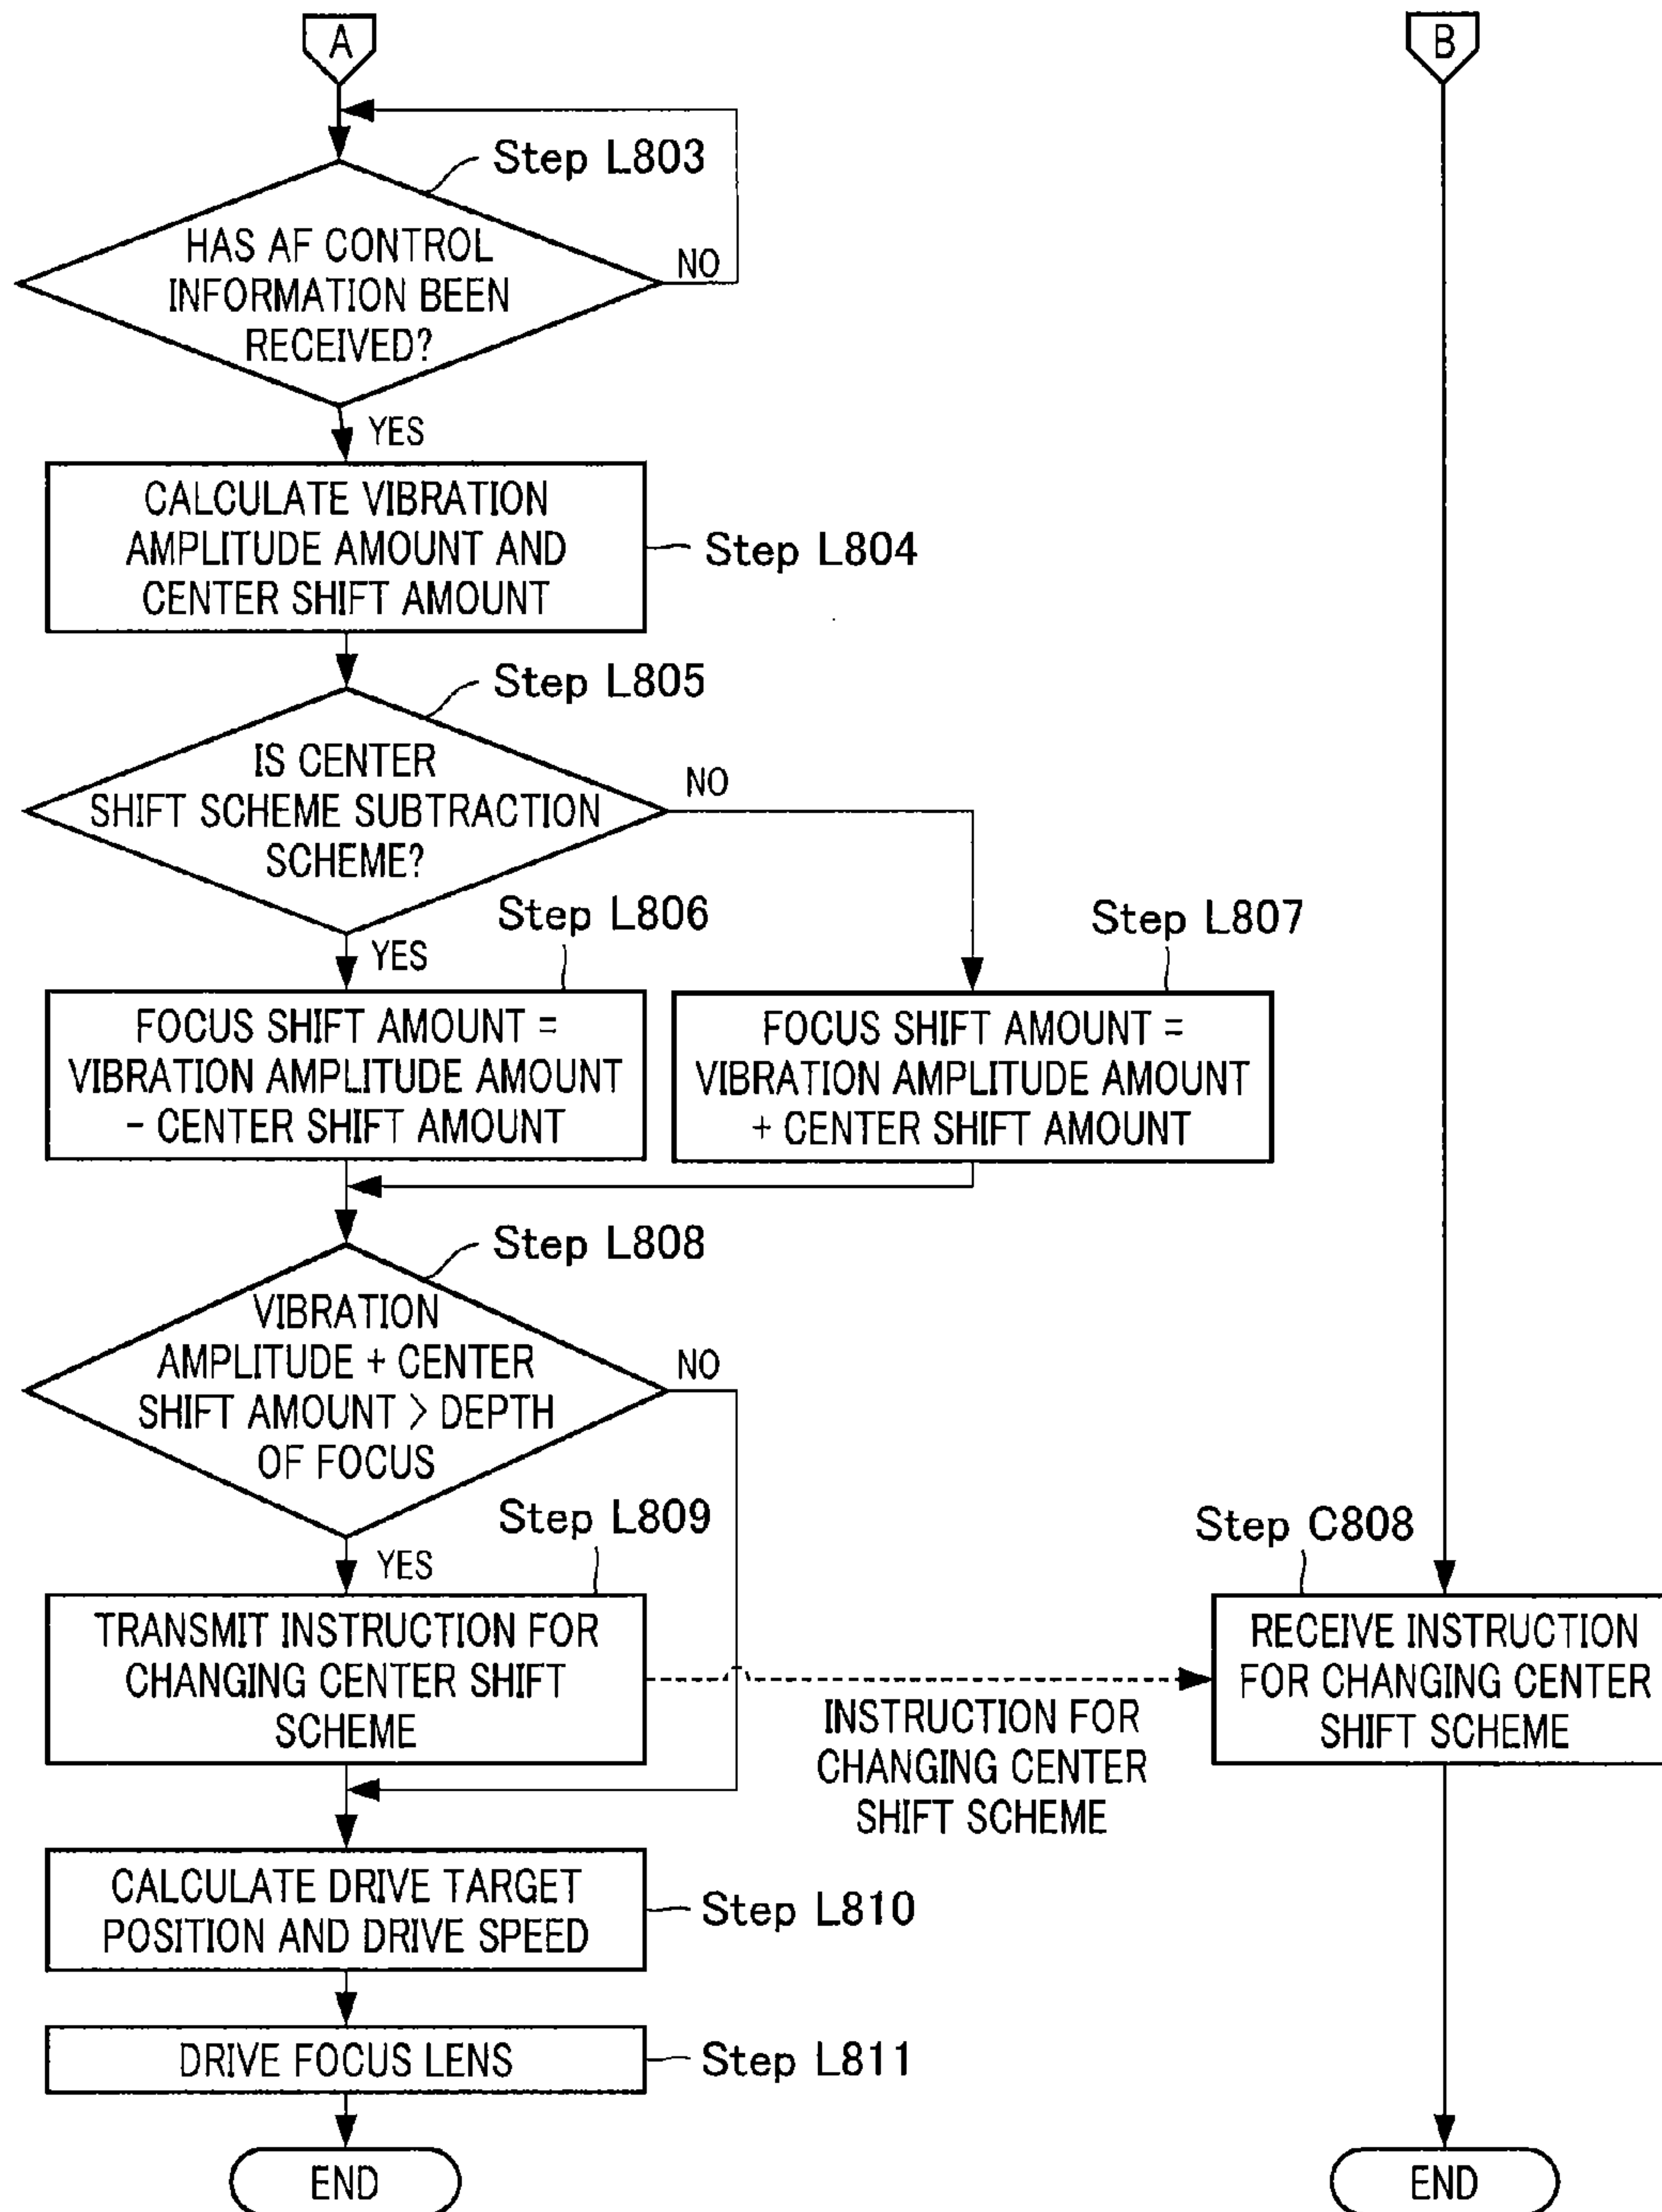 A
B
Step L803
HAS AF CONTROL
INFORMATION BEEN
RECEIVED?
NO
YES
CALCULATE VIBRATION
AMPLITUDE AMOUNT AND
CENTER SHIFT AMOUNT
Step L804
Step L805
IS CENTER
SHIFT SCHEME SUBTRACTION
SCHEME?
NO
YES
Step L806
FOCUS SHIFT AMOUNT =
VIBRATION AMPLITUDE AMOUNT
- CENTER SHIFT AMOUNT
Step L807
FOCUS SHIFT AMOUNT =
VIBRATION AMPLITUDE AMOUNT
+ CENTER SHIFT AMOUNT
Step L808
VIBRATION
AMPLITUDE + CENTER
SHIFT AMOUNT > DEPTH
OF FOCUS
NO
YES
Step L809
TRANSMIT INSTRUCTION FOR
CHANGING CENTER SHIFT
SCHEME
INSTRUCTION FOR
CHANGING CENTER
SHIFT SCHEME
Step C808
RECEIVE INSTRUCTION
FOR CHANGING CENTER
SHIFT SCHEME
CALCULATE DRIVE TARGET
POSITION AND DRIVE SPEED
Step L810
DRIVE FOCUS LENS
Step L811
END
END